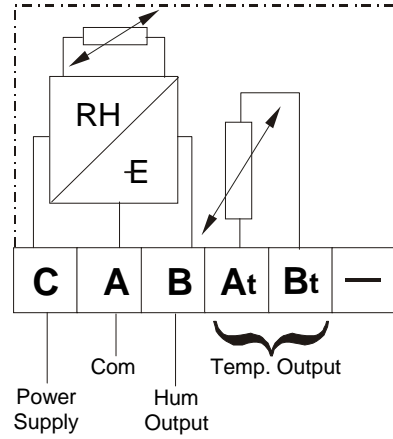 RH
-E
C A B At Bt —
Com Temp. Output
Power Hum
Supply Output